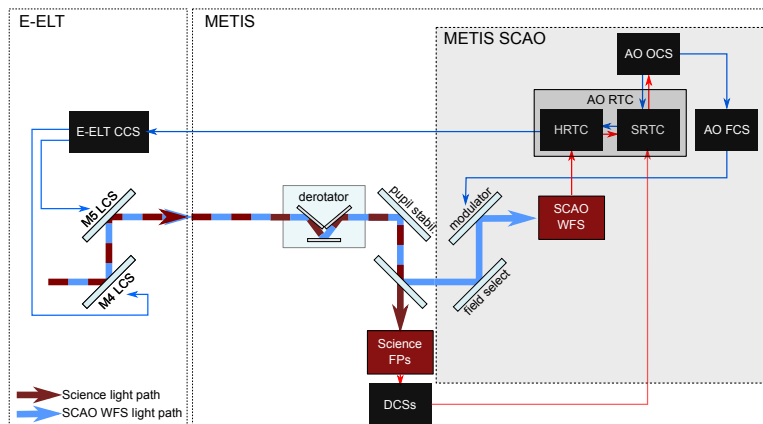 E-ELT
METIS
METIS SCAO
AO OCS
AO RTC
E-ELT CCS
HRTC
SRTC
AO FCS
M5 LCS
derotator
pupil stabil
modulator
SCAO
WFS
M4 LCS
field select
Science
FPs
Science light path
DCSs
SCAO WFS light path